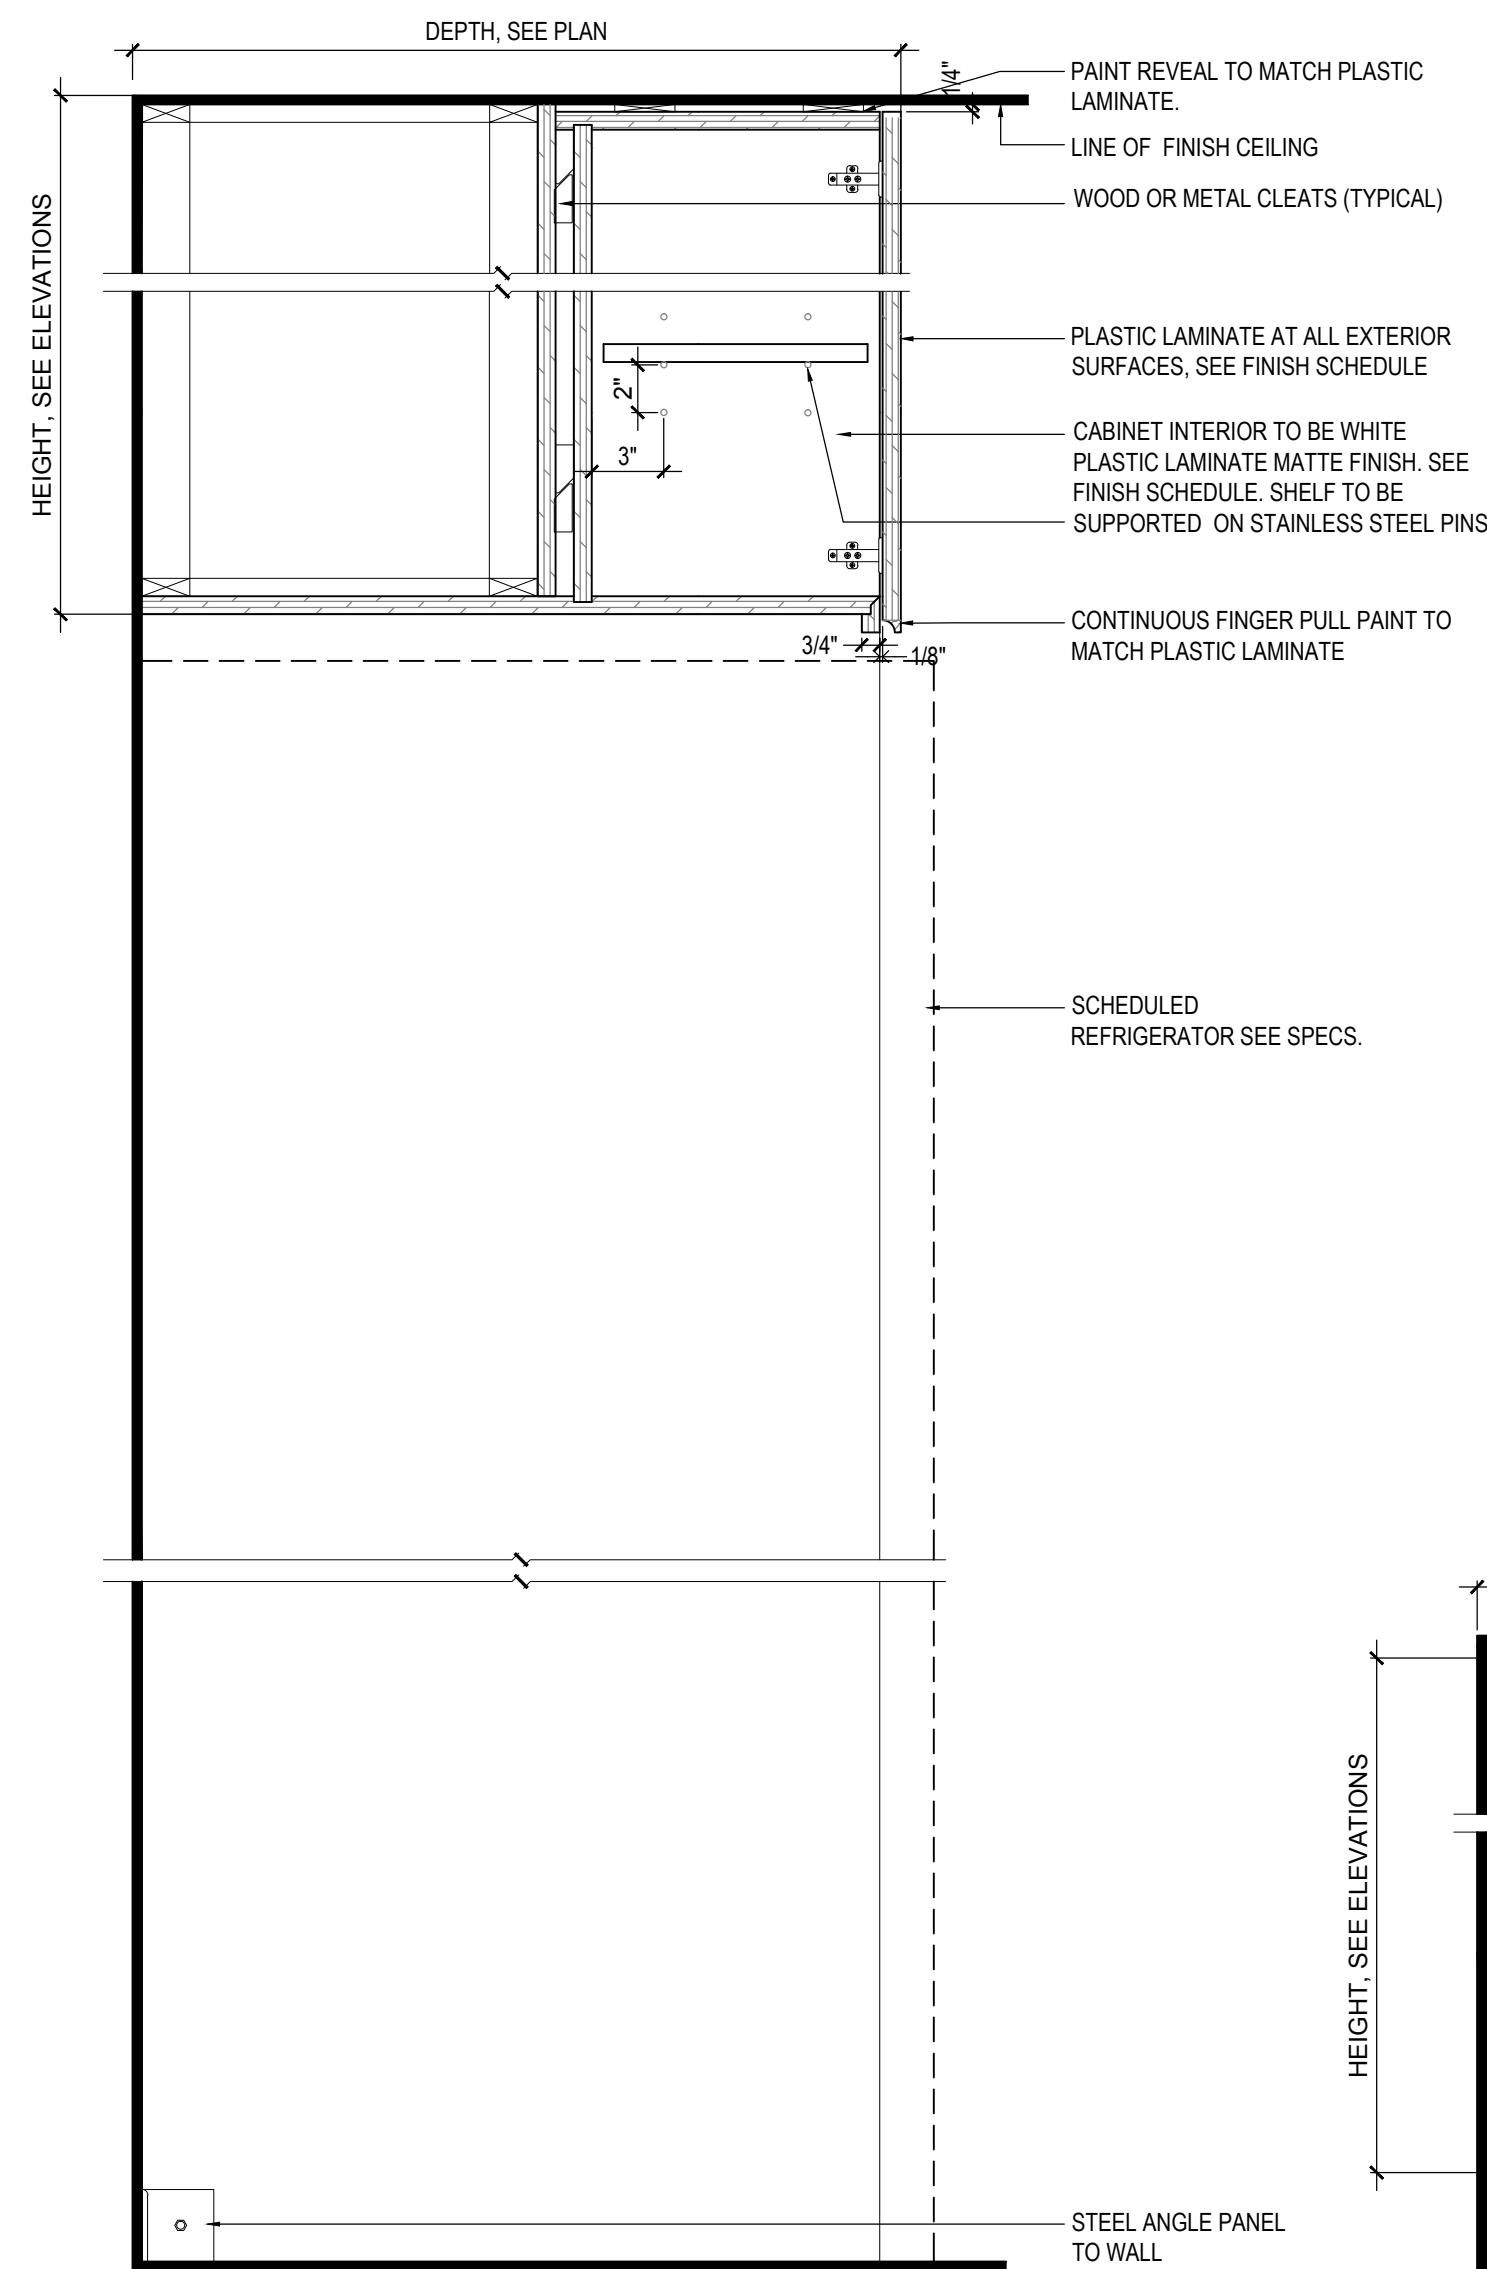 DEPTH, SEE PLAN
1/4"
PAINT REVEAL TO MATCH PLASTIC
LAMINATE.
LINE OF FINISH CEILING
WOOD OR METAL CLEATS (TYPICAL)
HEIGHT, SEE ELEVATIONS
PLASTIC LAMINATE AT ALL EXTERIOR
SURFACES, SEE FINISH SCHEDULE
2"
3"
CABINET INTERIOR TO BE WHITE
PLASTIC LAMINATE MATTE FINISH. SEE
FINISH SCHEDULE. SHELF TO BE
SUPPORTED ON STAINLESS STEEL PINS
CONTINUOUS FINGER PULL PAINT TO
MATCH PLASTIC LAMINATE
3/4"
1/8"
SCHEDULED
REFRIGERATOR SEE SPECS.
HEIGHT, SEE ELEVATIONS
STEEL ANGLE PANEL
TO WALL